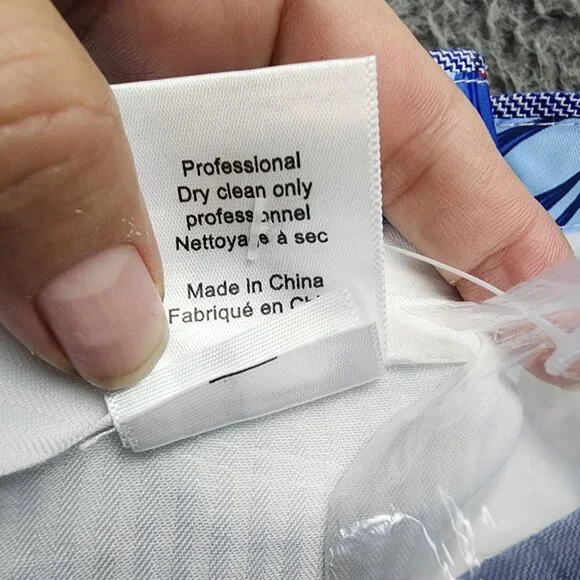 Professional
Dry clean only
professionnel
Nettoyage à sec
Made in China
Fabriqué en